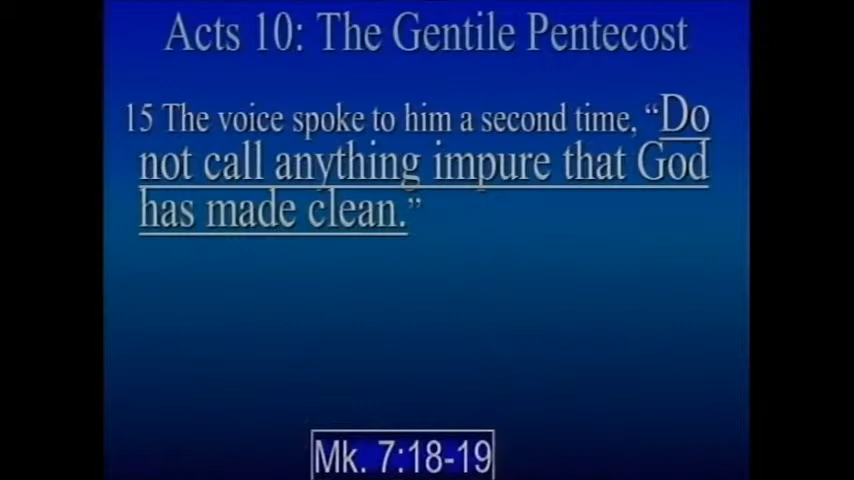 Acts 10: The Gentile Pentecost
15 The voice spoke to him a second time, “Do
not call anything impure that God
has made clean.”
Mk. 7:18-19